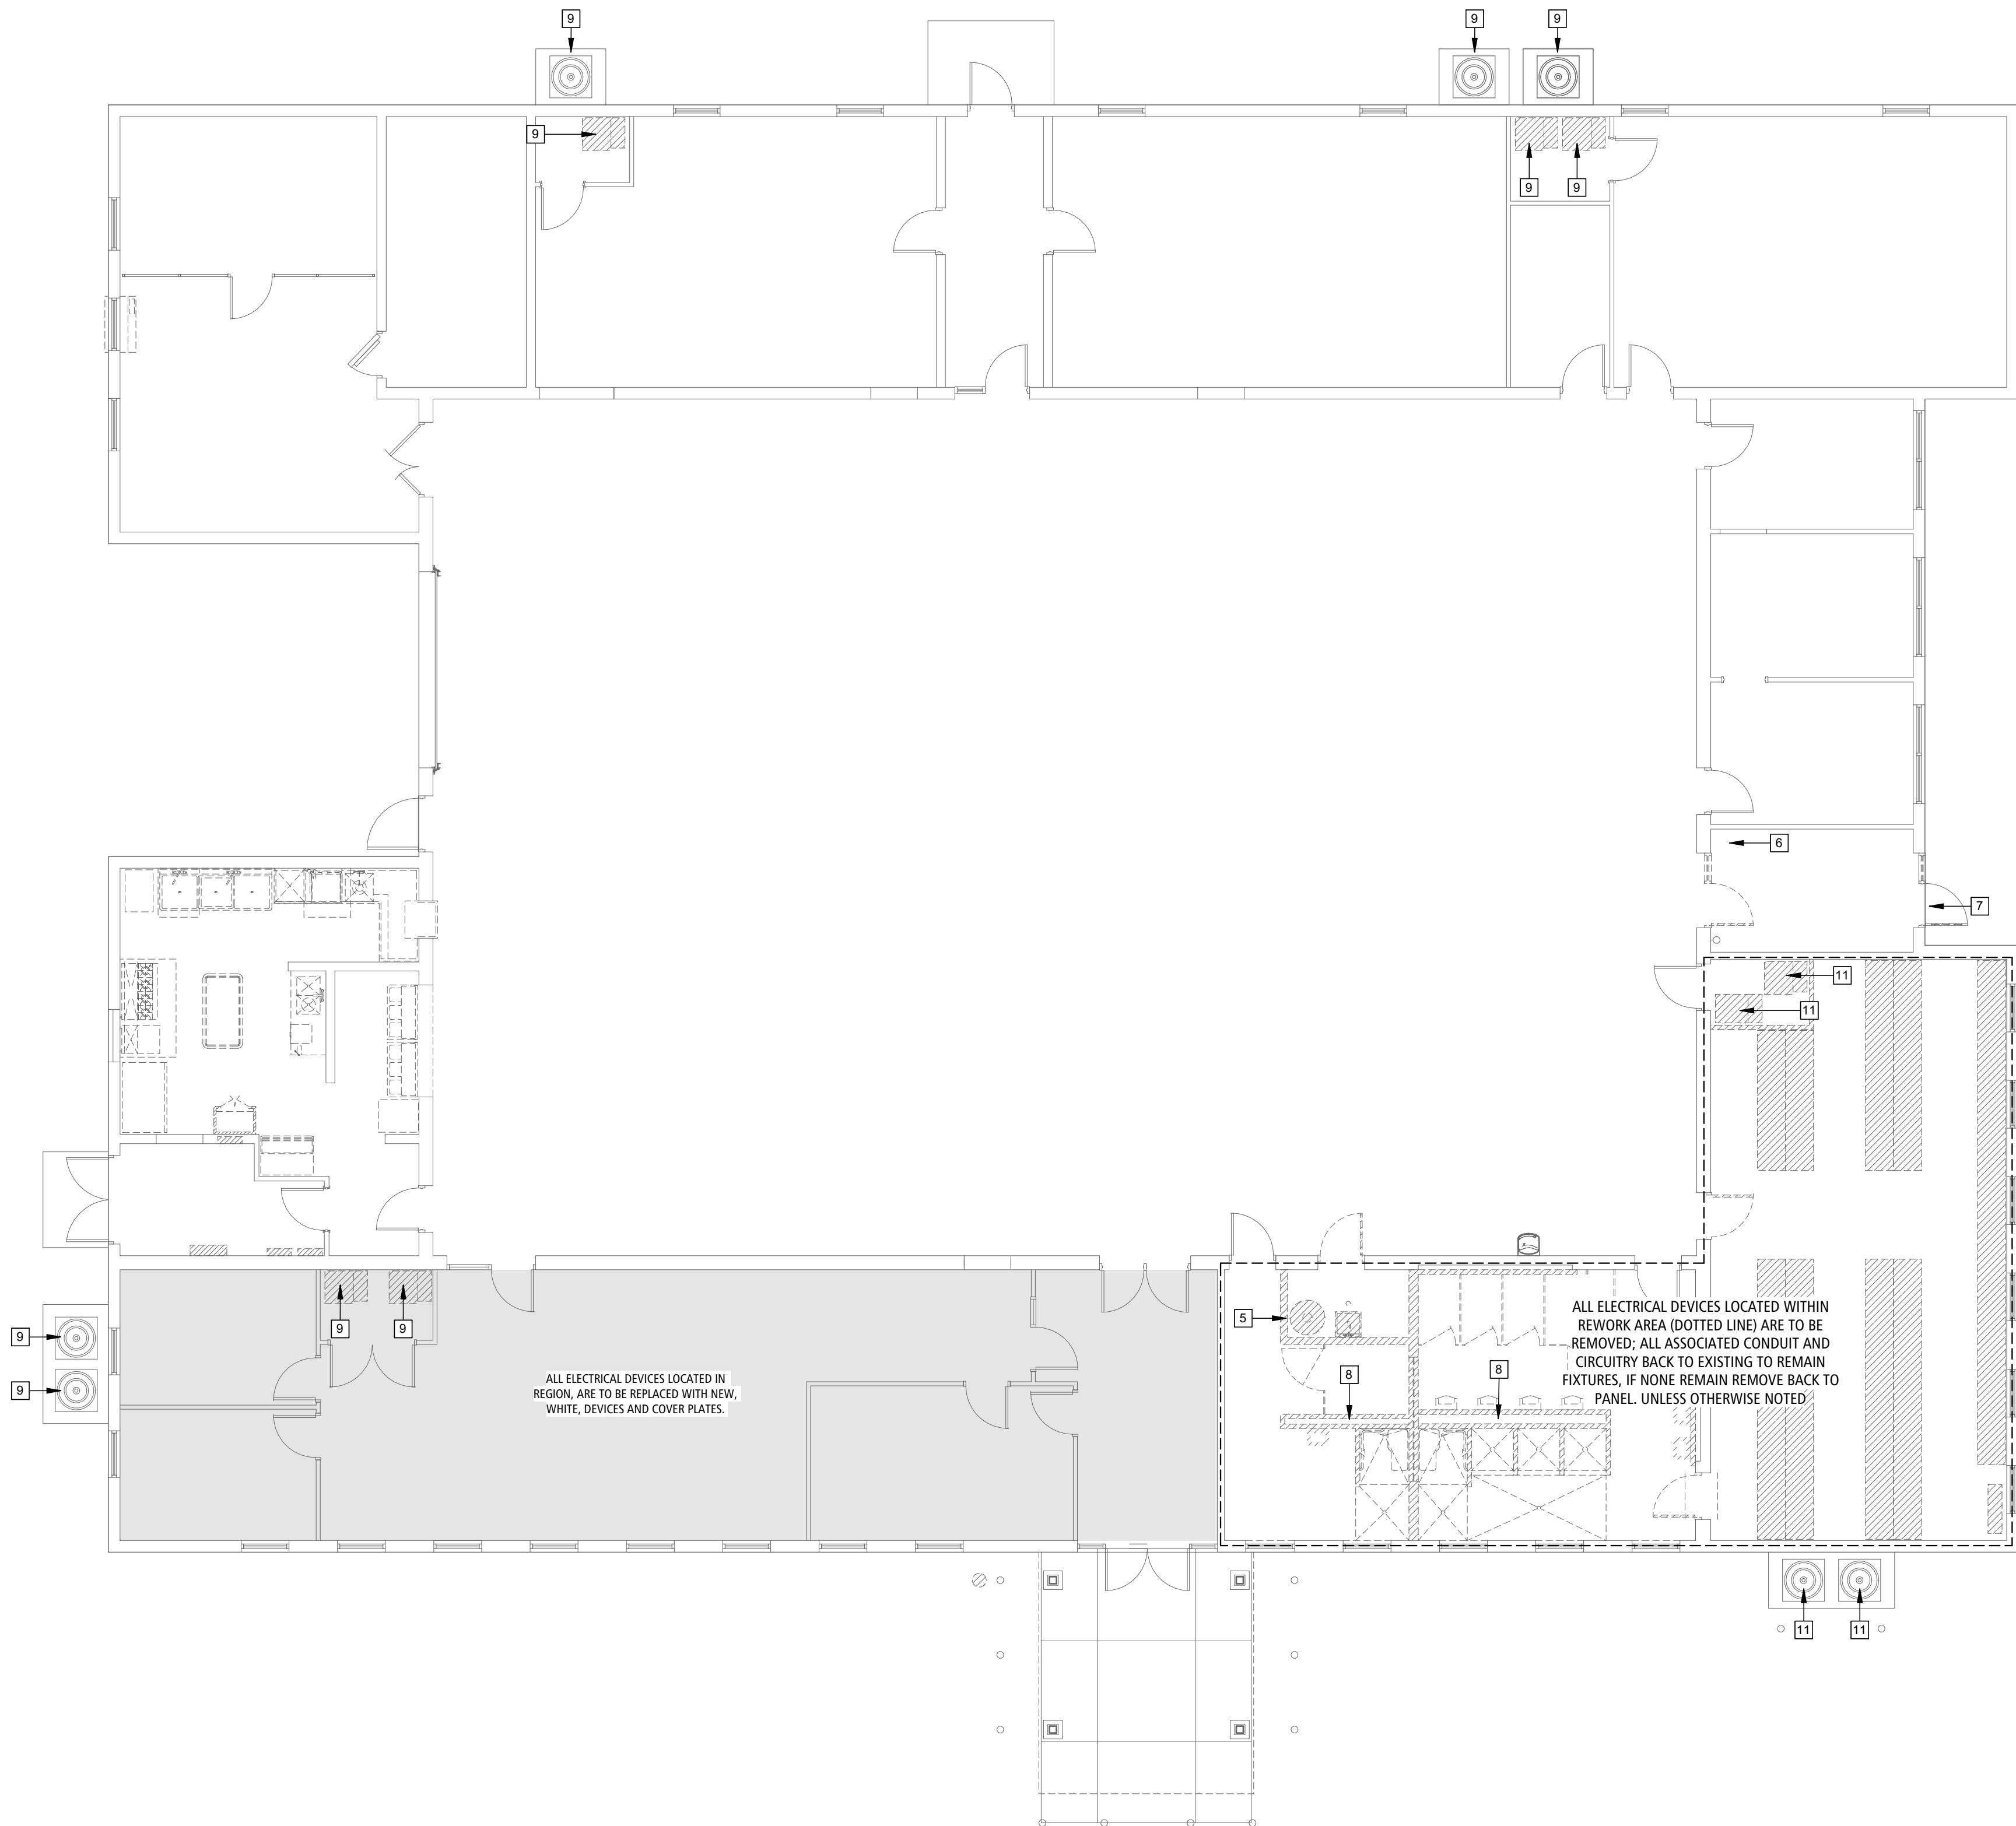 9
9
9
9
9
9
6
7
11
11
9
9
5
8
8
ALL ELECTRICAL DEVICES LOCATED WITHIN
REWORK AREA (DOTTED LINE) ARE TO BE
REMOVED; ALL ASSOCIATED CONDUIT AND
CIRCUITRY BACK TO EXISTING TO REMAIN
FIXTURES, IF NONE REMAIN REMOVE BACK TO
PANEL. UNLESS OTHERWISE NOTED
9
9
ALL ELECTRICAL DEVICES LOCATED IN
REGION, ARE TO BE REPLACED WITH NEW,
WHITE, DEVICES AND COVER PLATES.
11
11